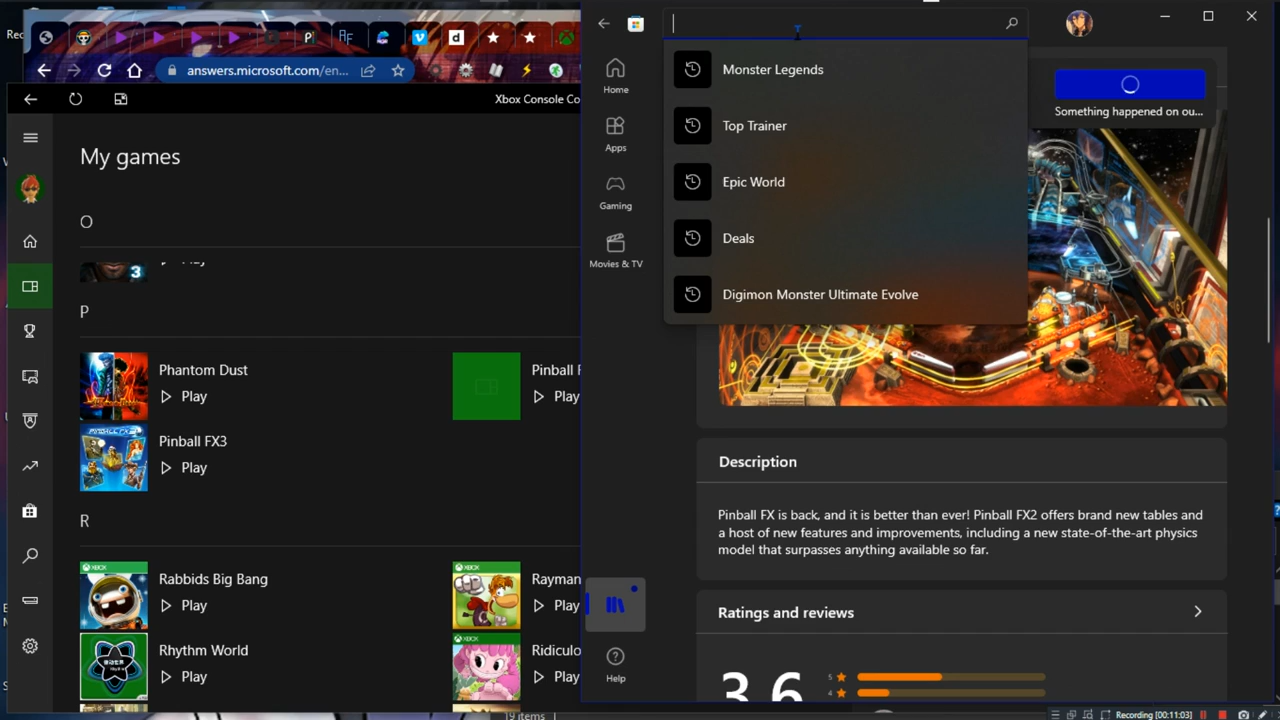 Rec
answers.microsoft.com/en...
Xbox Console Co
My games
O
3
P
Phantom Dust
Play
Pinball F
Play
Pinball FX3
Play
R
Rabbids Big Bang
Play
Rayman
Play
Rhythm World
Play
Ridiculo
Play
19 items
Home
Apps
Gaming
Movies & TV
Help
Monster Legends
Top Trainer
Epic World
Deals
Digimon Monster Ultimate Evolve
Something happened on ou...
Description
Pinball FX is back, and it is better than ever! Pinball FX2 offers brand new tables and
a host of new features and improvements, including a new state-of-the-art physics
model that surpasses anything available so far.
Ratings and reviews
3.6
5
4
Recording [00:11:03]